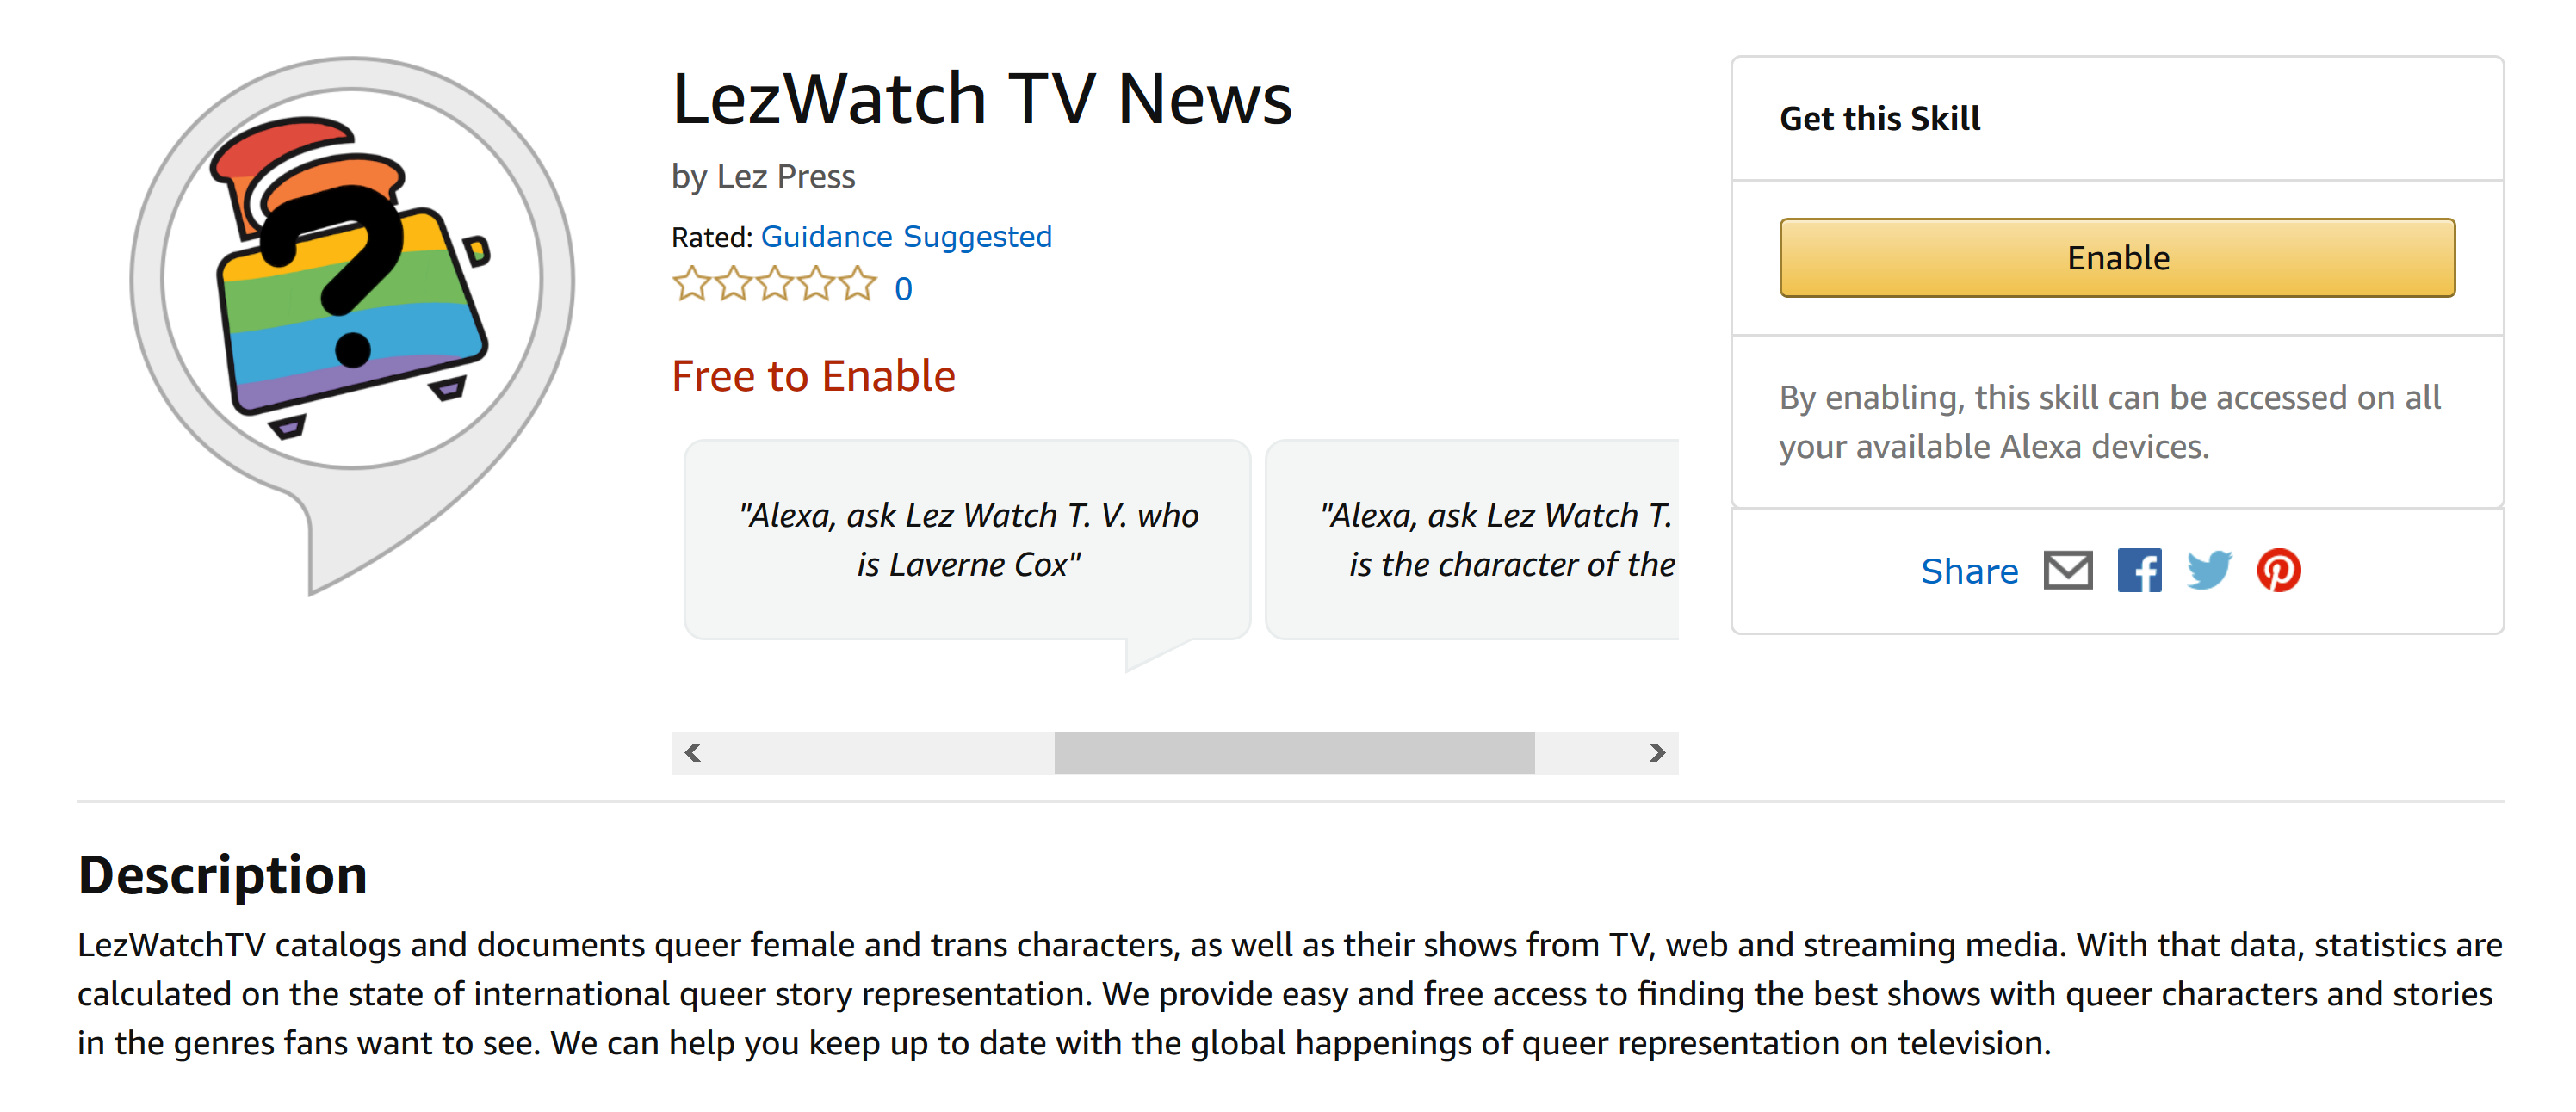 LezWatch TV News
by Lez Press
Rated: Guidance Suggested
0
Free to Enable
"Alexa, ask Lez Watch T. V. who
is Laverne Cox"
"Alexa, ask Lez Watch T.
is the character of the
Get this Skill
Enable
By enabling, this skill can be accessed on all
your available Alexa devices.
Share
Description
LezWatchTV catalogs and documents queer female and trans characters, as well as their shows from TV, web and streaming media. With that data, statistics are
calculated on the state of international queer story representation. We provide easy and free access to finding the best shows with queer characters and stories
in the genres fans want to see. We can help you keep up to date with the global happenings of queer representation on television.